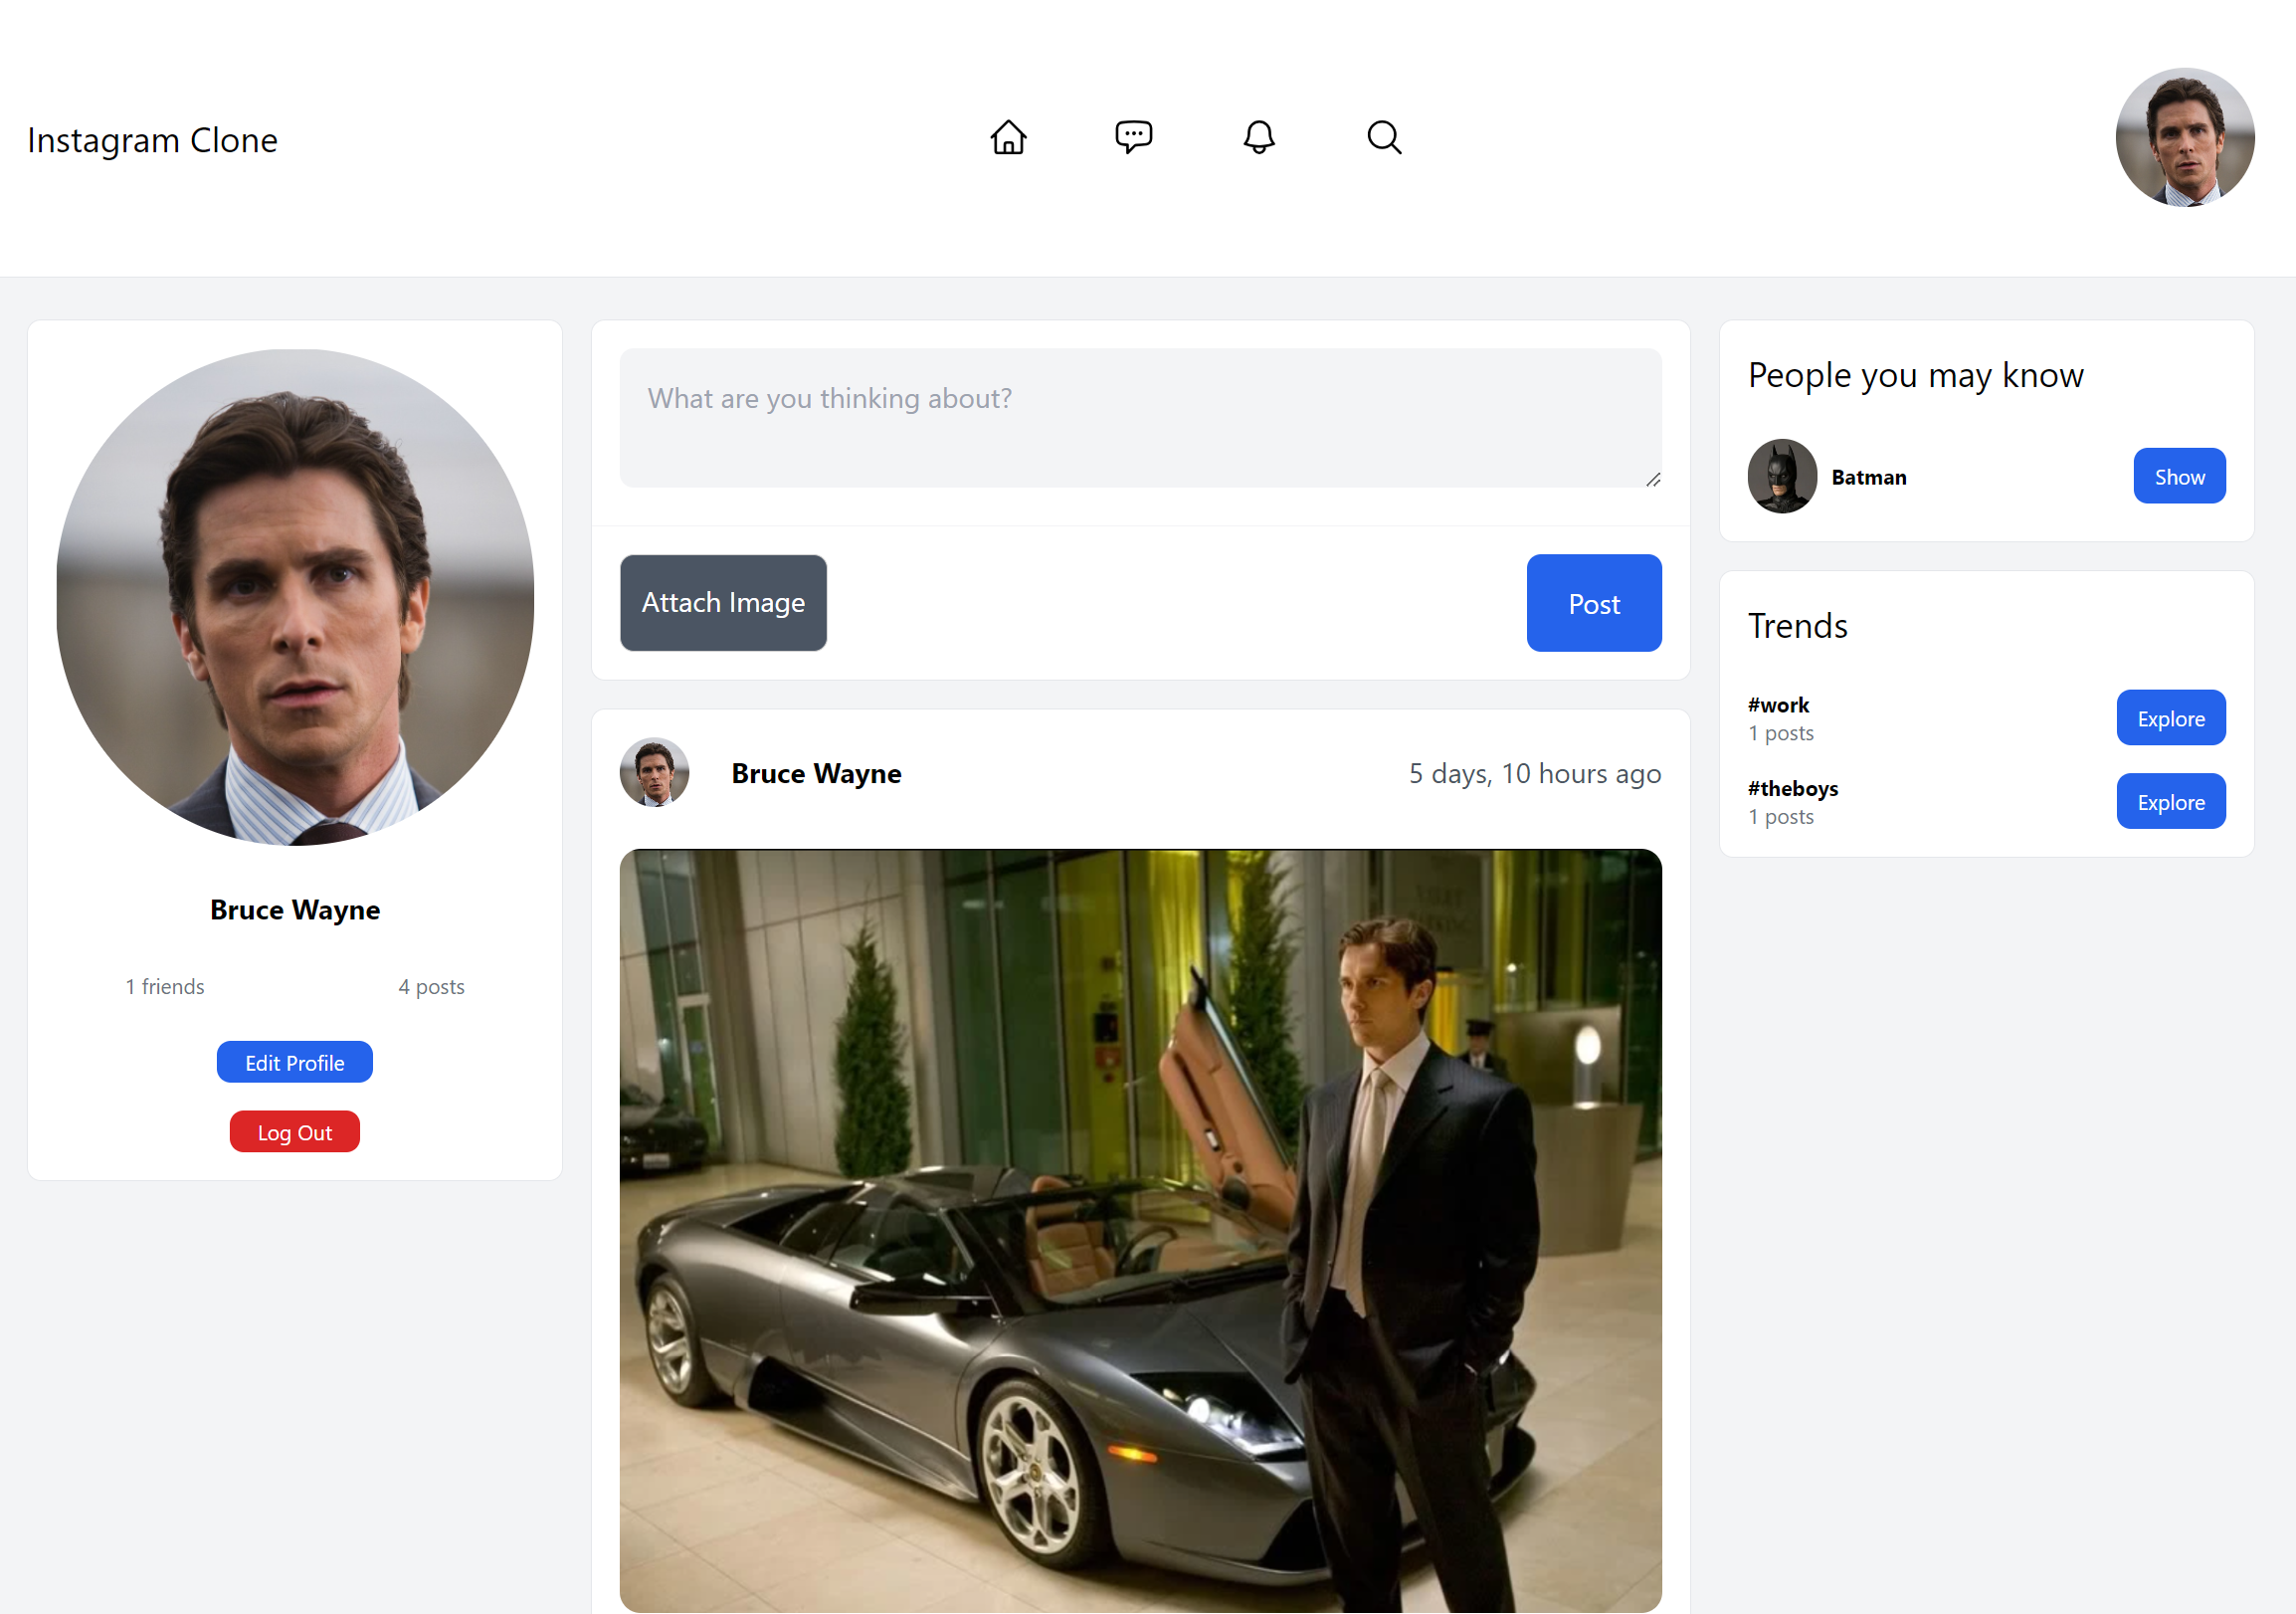 Instagram Clone
Bruce Wayne
1 friends
4 posts
Edit Profile
Log Out
What are you thinking about?
Attach Image
Post
Bruce Wayne
5 days, 10 hours ago
People you may know
Batman
Show
Trends
#work
1 posts
Explore
#theboys
1 posts
Explore